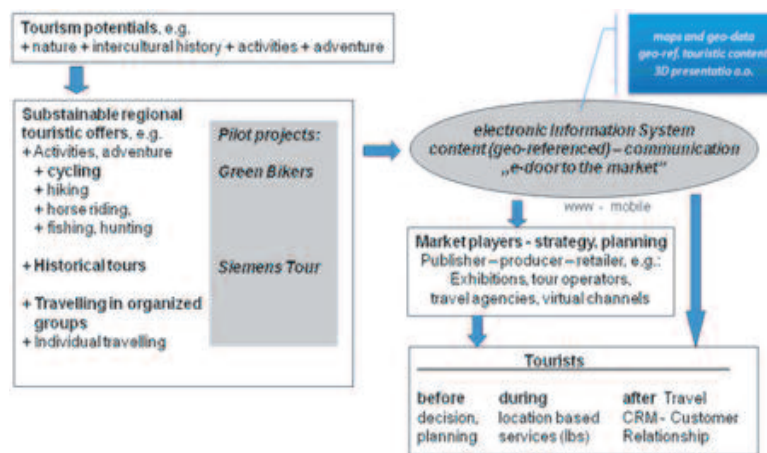 Tourism potentials, e.g.
+ nature + intercultural history + activities + adventure
maps and geo-data
geo-ref. touristic content
3D presentatio a.o.
Substainable regional
touristic offers, e.g.
+ Activities, adventure
+ cycling
+ hiking
+ horse riding,
+ fishing, hunting
+ Historical tours
+ Travelling in organized
groups
+ Individual travelling
Pilot projects:
Green Bikers
Siemens Tour
electronic Information System
content (geo-referenced) – communication
„e-door to the market"
www - mobile
Market players - strategy, planning
Publisher – producer – retailer, e.g.:
Exhibitions, tour operators,
travel agencies, virtual channels
Tourists
before
decision,
planning
during
location based
services (lbs)
after Travel
CRM - Customer
Relationship